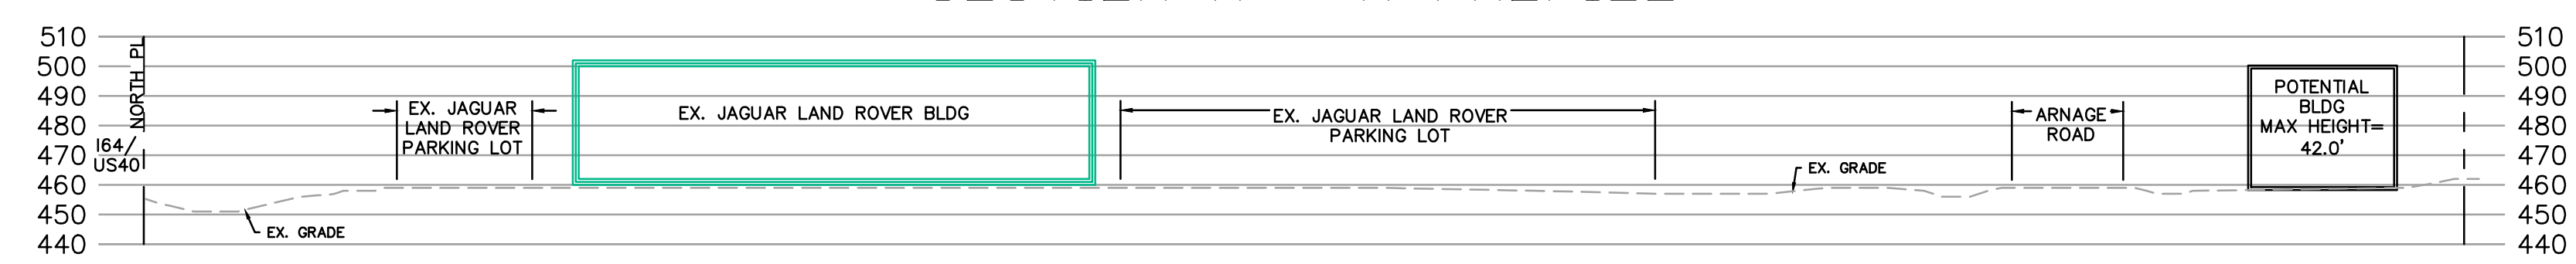 510
500
490
480
470
460
450
440
NORTH PL
I64/
US40
EX. JAGUAR
LAND ROVER
PARKING LOT
EX. JAGUAR LAND ROVER BLDG
EX. JAGUAR LAND ROVER
PARKING LOT
ARNAGE
ROAD
POTENTIAL
BLDG
MAX HEIGHT=
42.0'
EX. GRADE
EX. GRADE
510
500
490
480
470
460
450
440